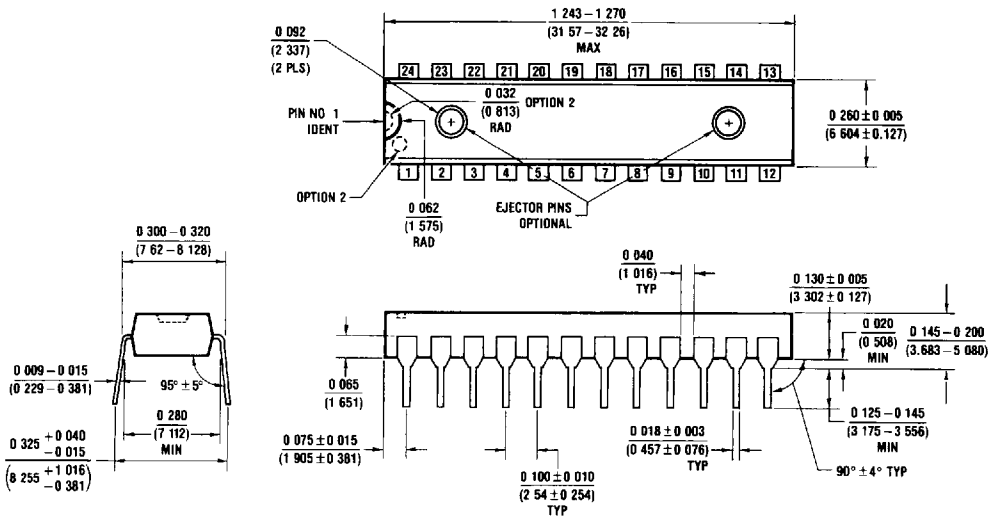 1 243 – 1 270
(31 57 – 32 26)
MAX
0 092
(2 337)
(2 PLS)
24 23 22 21 20 19 18 17 16 15 14 13
0 032
(0 813)
RAD
OPTION 2
PIN NO 1
IDENT
0 260 ± 0 005
(6 604 ± 0.127)
1 2 3 4 5 6 7 8 9 10 11 12
OPTION 2
0 062
(1 575)
RAD
EJECTOR PINS
OPTIONAL
0 300 – 0 320
(7 62 – 8 128)
0 009 – 0 015
(0 229 – 0 381)
95° ± 5°
0 280
(7 112)
MIN
0 325 + 0 040
– 0 015
(8 255 + 1 016
– 0 381)
0 040
(1 016)
TYP
0 130 ± 0 005
(3 302 ± 0 127)
0 020
(0 508)
MIN
0 145 – 0 200
(3.683 – 5 080)
0 065
(1 651)
0 075 ± 0 015
(1 905 ± 0 381)
0 100 ± 0 010
(2 54 ± 0 254)
TYP
0 018 ± 0 003
(0 457 ± 0 076)
TYP
0 125 – 0 145
(3 175 – 3 556)
MIN
90° ± 4° TYP